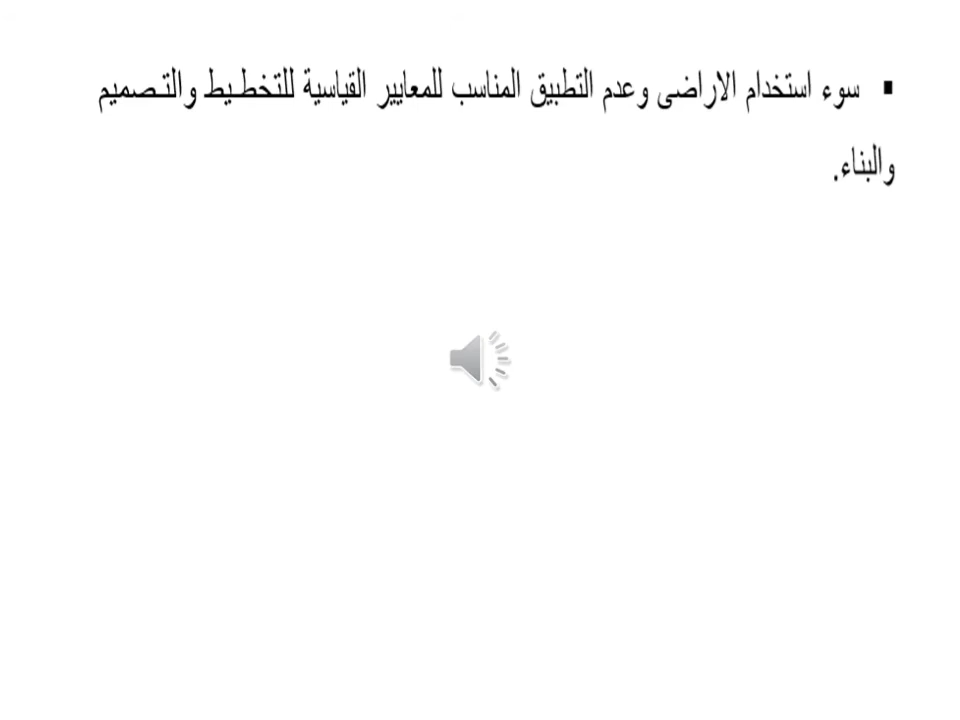 ▪ سوء استخدام الاراضى وعدم التطبيق المناسب للمعايير القياسية للتخطيط والتصميم
والبناء.